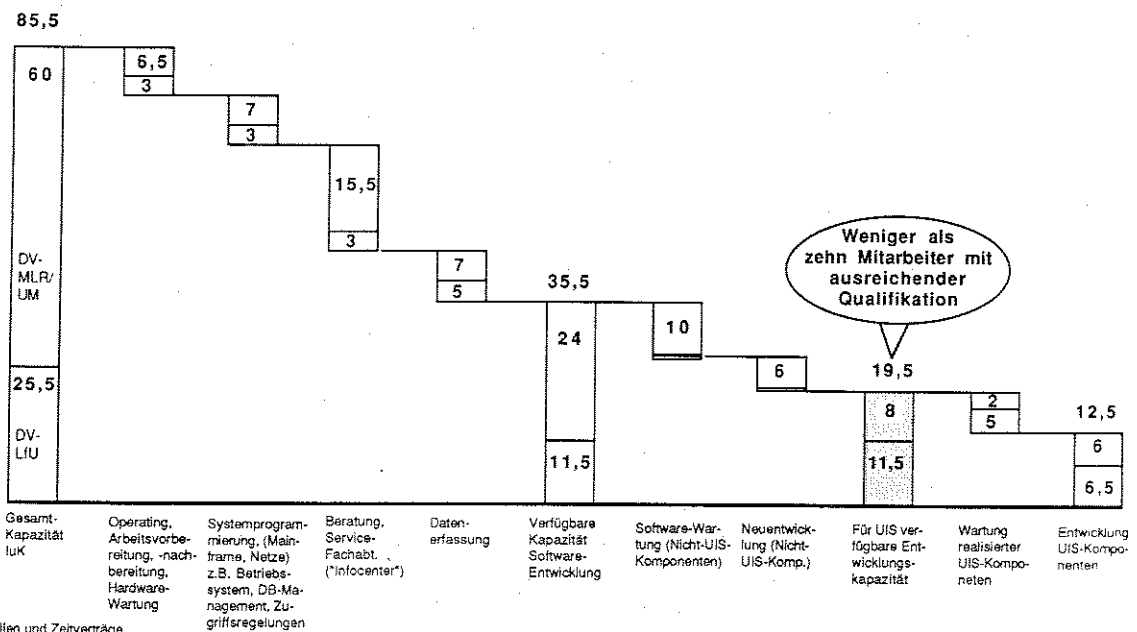 85,5
60
DV-
MLR/
UM
25,5
DV-
LfU
6,5
3
7
3
15,5
3
7
5
35,5
24
11,5
10
6
Weniger als
zehn Mitarbeiter mit
ausreichender
Qualifikation
19,5
8
11,5
2
5
12,5
6
6,5
Gesamt-
Kapazität
IuK
Operating,
Arbeitsvorbe-
reitung, -nach-
bereitung,
Hardware-
Wartung
Systemprogram-
mierung, (Main-
frame, Netze)
z.B. Betriebs-
system, DB-Ma-
nagement, Zu-
griffsregelungen
Beratung,
Service-
Fachabt.
("Infocenter")
Daten-
erfassung
Verfügbare
Kapazität
Software-
Entwicklung
Software-War-
tung (Nicht-UIS-
Komponenten)
Neuentwick-
lung (Nicht-
UIS-Komp.)
Für UIS ver-
fügbare Ent-
wicklungs-
kapazität
Wartung
realisierter
UIS-Kompo-
neten
Entwicklung
UIS-Kompo-
nenten
und Zeitverträge